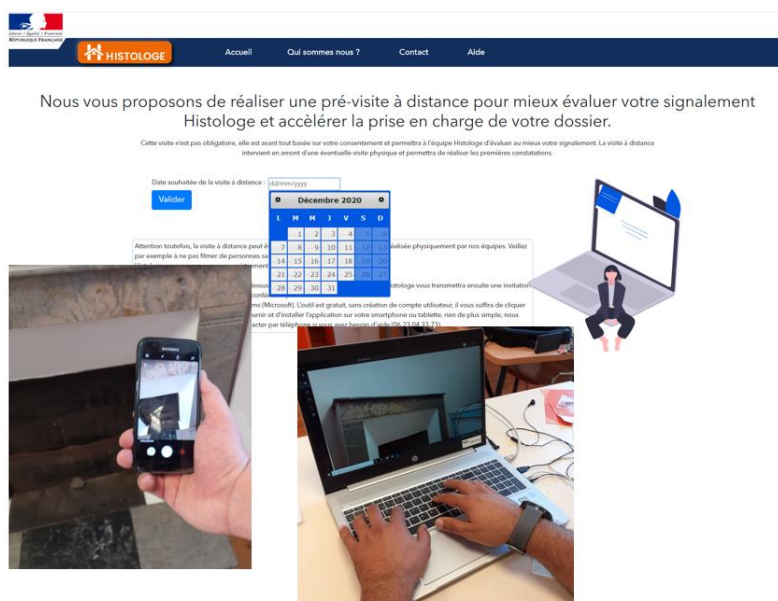 Liberté • Égalité • Fraternité
RÉPUBLIQUE FRANÇAISE
HISTOLOGE
Accueil
Qui sommes nous ?
Contact
Aide
Nous vous proposons de réaliser une pré-visite à distance pour mieux évaluer votre signalement
Histologe et accèlérer la prise en charge de votre dossier.
Cette visite n'est pas obligatoire, elle est avant tout basée sur votre consentement et permettra à l'équipe Histologe d'évaluer au mieux votre signalement. La visite à distance
intervient en amont d'une éventuelle visite physique et permettra de réaliser les premières constatations.
Date souhaitée de la visite à distance : dd/mm/yyyy
Valider
Décembre 2020
L M M J V S D
1 2 3 4 5 6
7 8 9 10 11 12 13
14 15 16 17 18 19 20
21 22 23 24 25 26 27
28 29 30 31
Attention toutefois, la visite à distance peut réalisée physiquement par nos équipes. Veillez
par exemple à ne pas filmer de personnes
Histologe vous transmettra ensuite une invitation
(Microsoft). L'outil est gratuit, sans création de compte utilisateur. il vous suffira de cliquer
et d'installer l'application sur votre smartphone ou tablette, rien de plus simple, nous
par téléphone si vous avez besoin d'aide (06.23.04.33.73)
SAMSUNG
hp